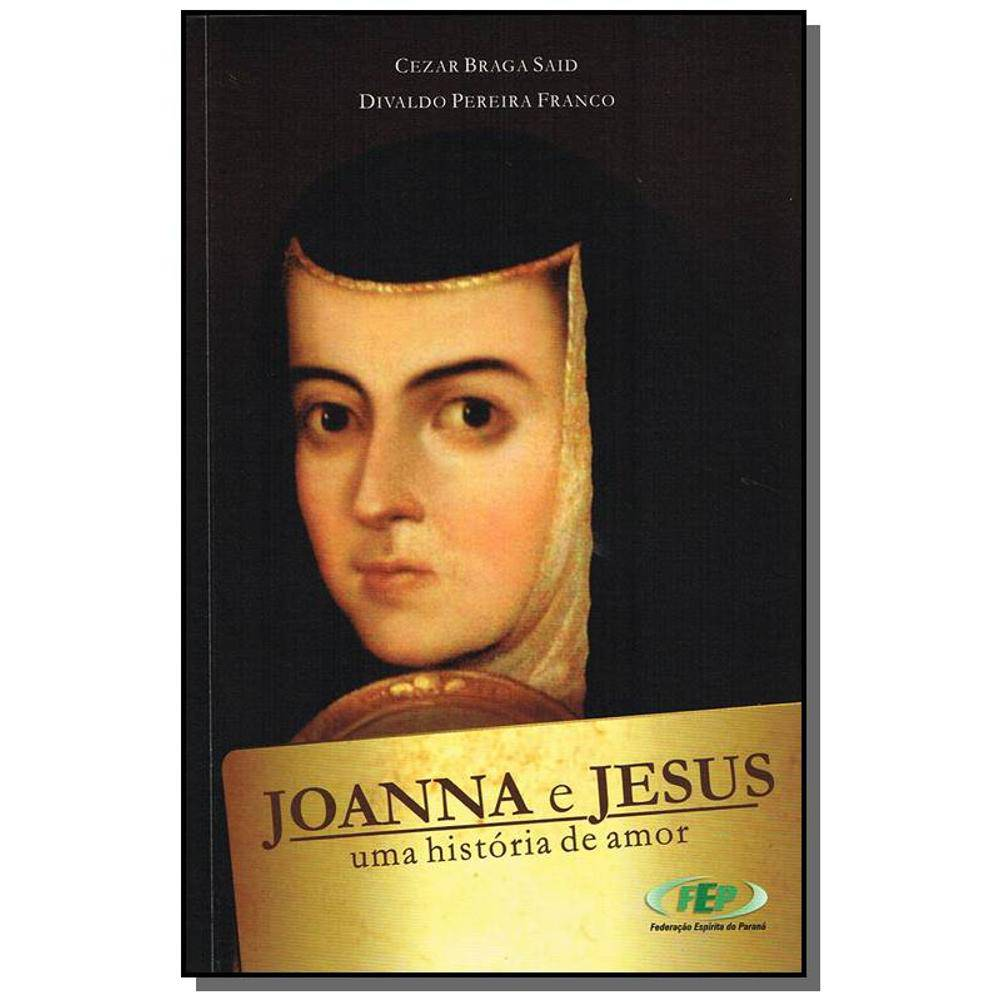 CEZAR BRAGA SAID
DIVALDO PEREIRA FRANCO
JOANNA e JESUS
uma história de amor
FEP
Federação Espírita do Paraná